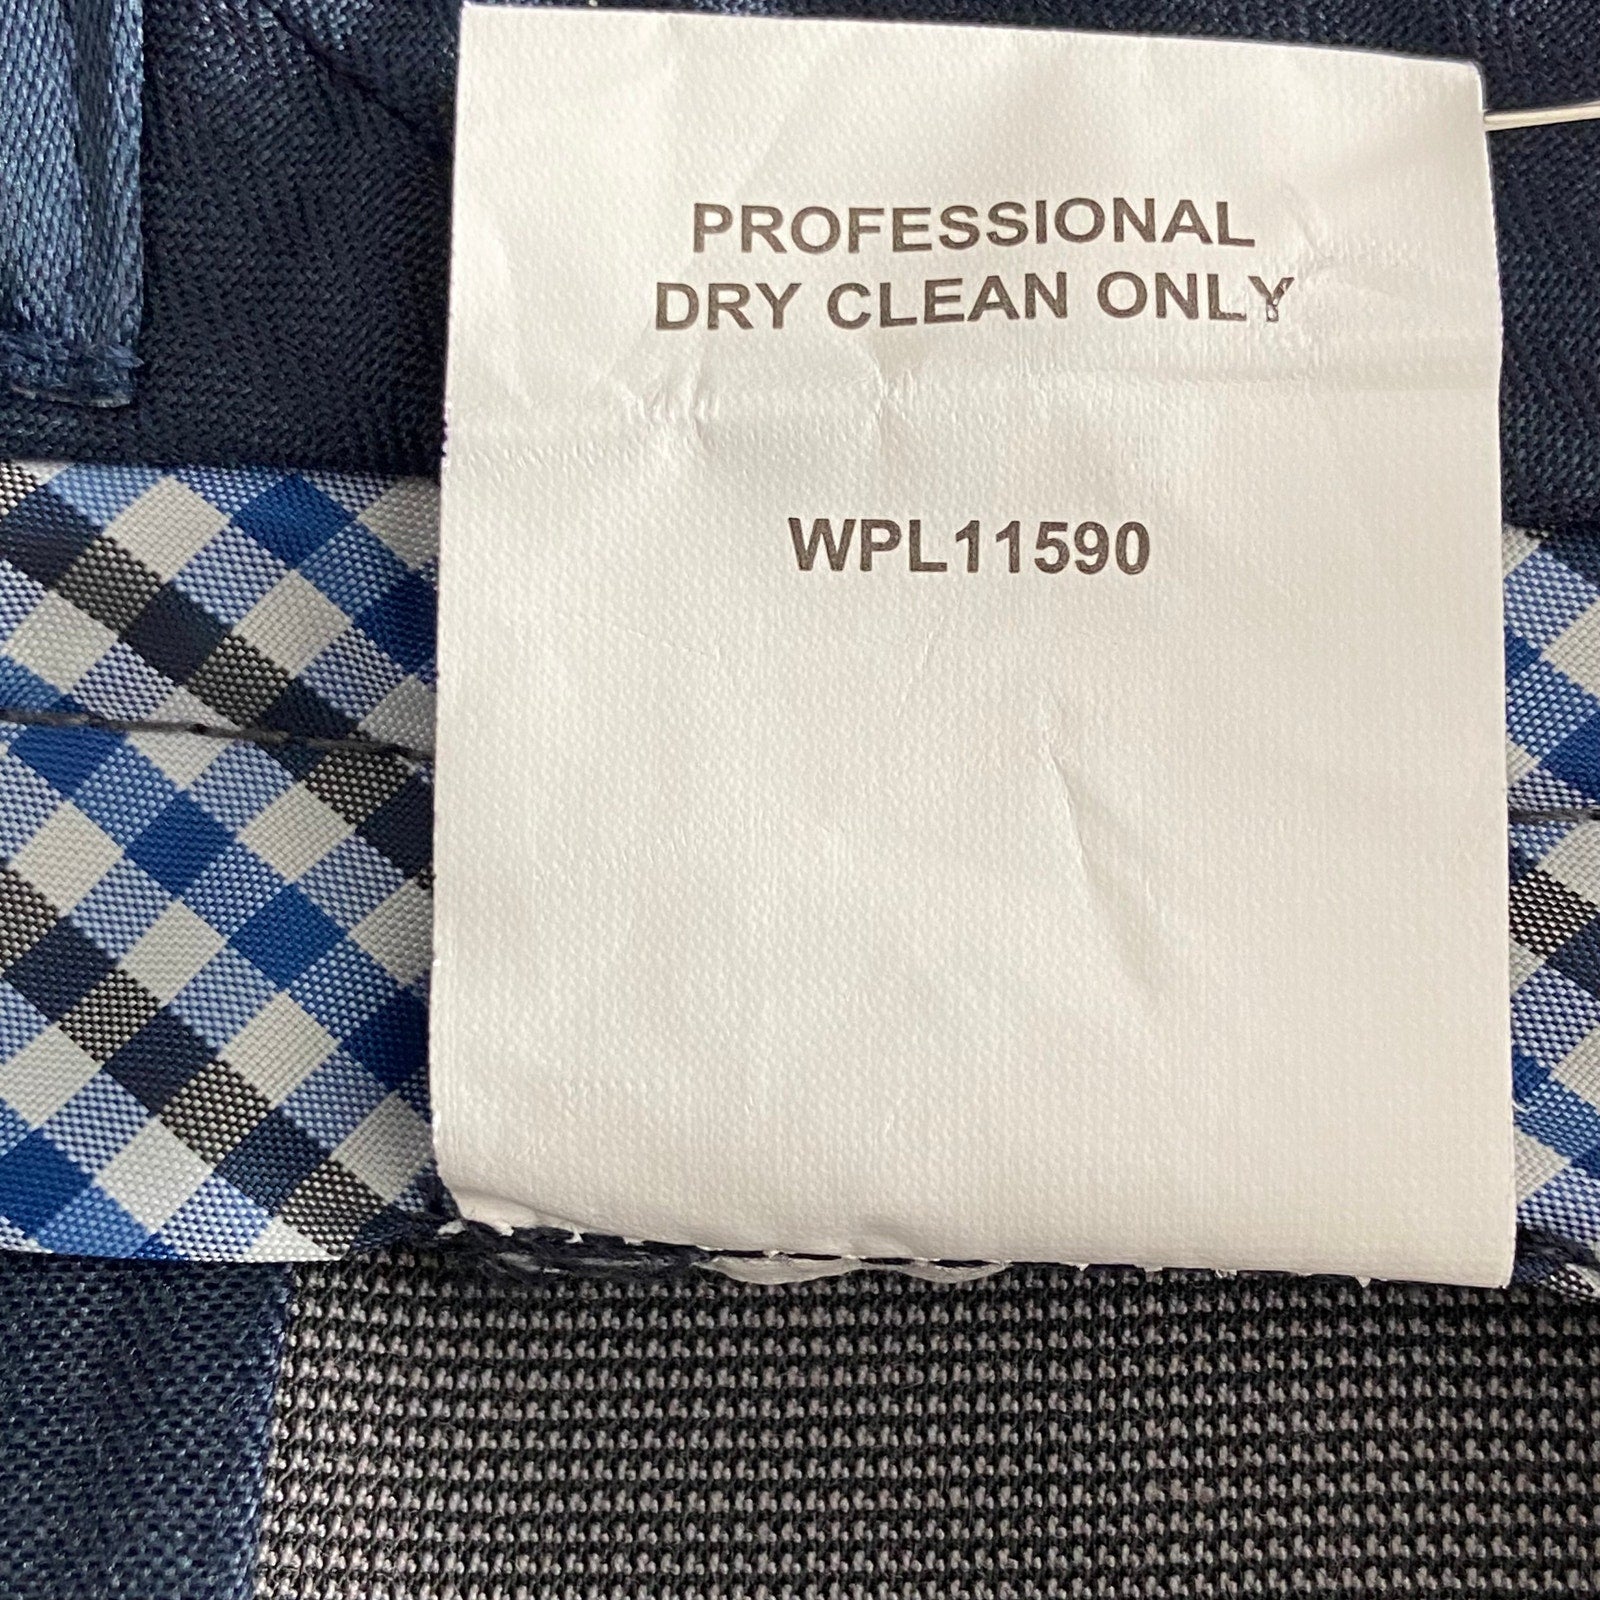 PROFESSIONAL
DRY CLEAN ONLY
WPL11590